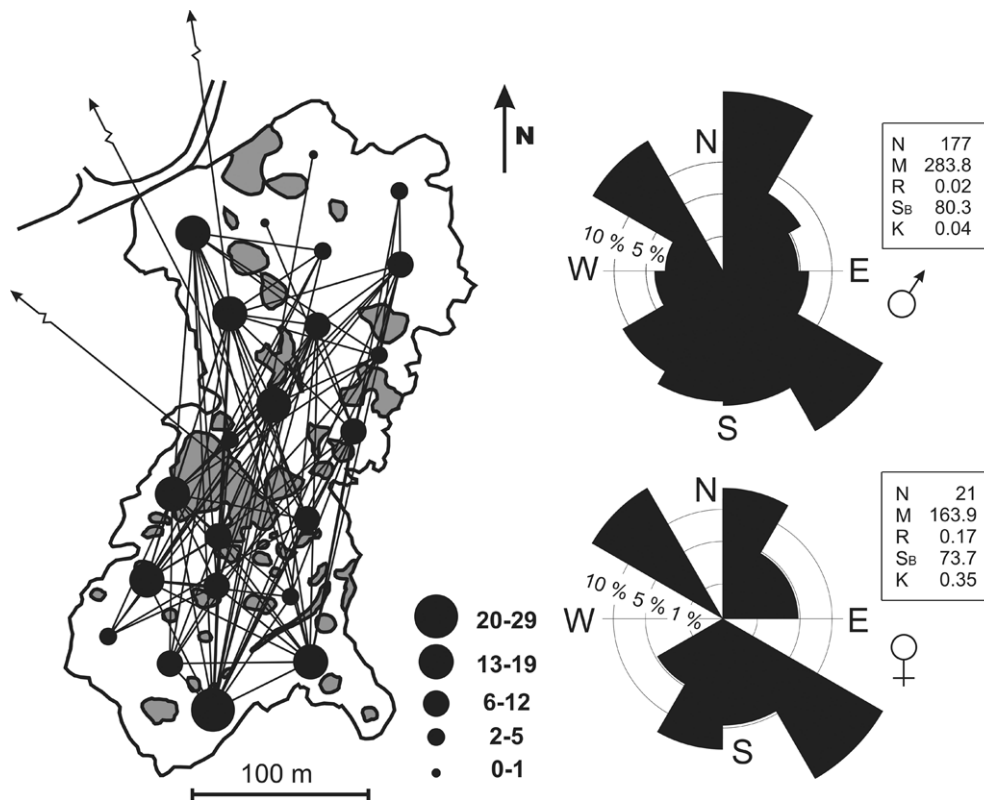 N
20-29
13-19
6-12
2-5
0-1
100 m
N
10 % 5 %
W
E
S
N 177
M 283.8
R 0.02
SB 80.3
K 0.04
♂
N
10 % 5 % 1 %
W
E
S
N 21
M 163.9
R 0.17
SB 73.7
K 0.35
♀